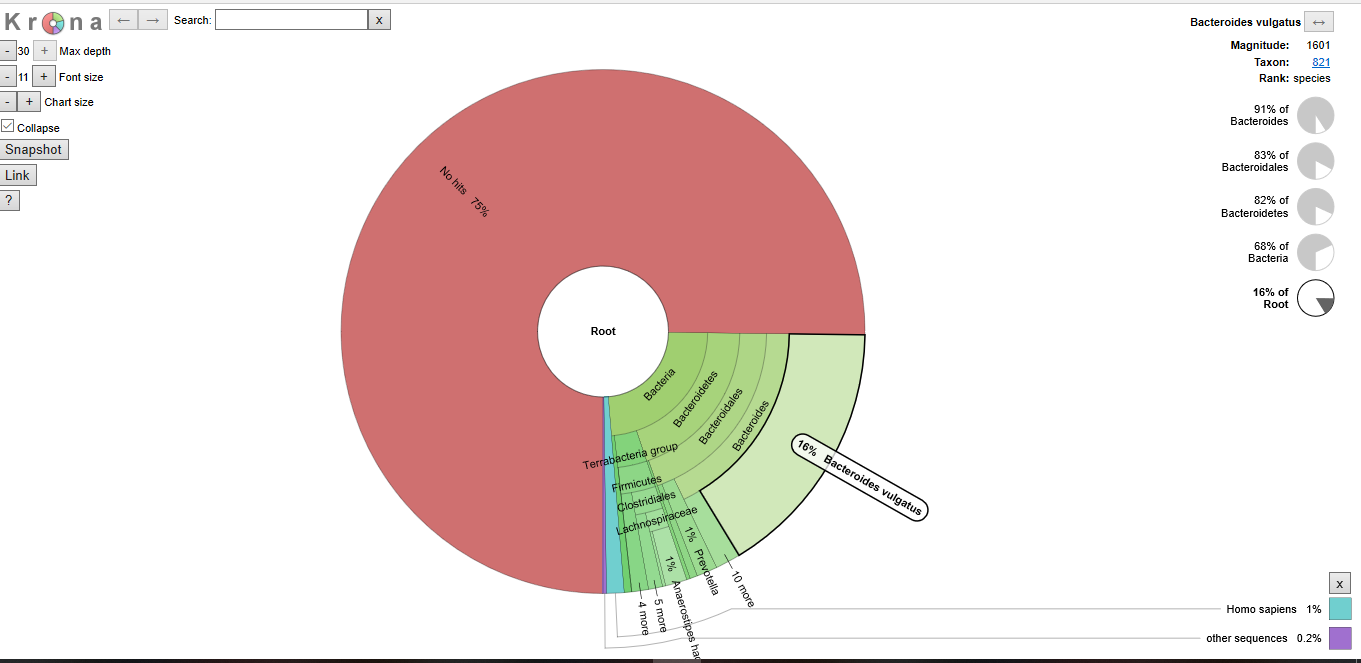 Krona
← → Search: x
- 30 + Max depth
- 11 + Font size
- + Chart size
Collapse
Snapshot
Link
?
Bacteroides vulgatus ↔
Magnitude: 1601
Taxon: 821
Rank: species
91% of
Bacteroides
83% of
Bacteroidales
82% of
Bacteroidetes
68% of
Bacteria
16% of
Root
No hits 75%
Root
Bacteria
Bacteroidetes
Bacteroidales
Bacteroides
16% Bacteroides vulgatus
Terrabacteria group
Firmicutes
Clostridiales
Lachnospiraceae
1% Prevotella
1% Anaerostipes had
10 more
5 more
4 more
x
Homo sapiens 1%
other sequences 0.2%